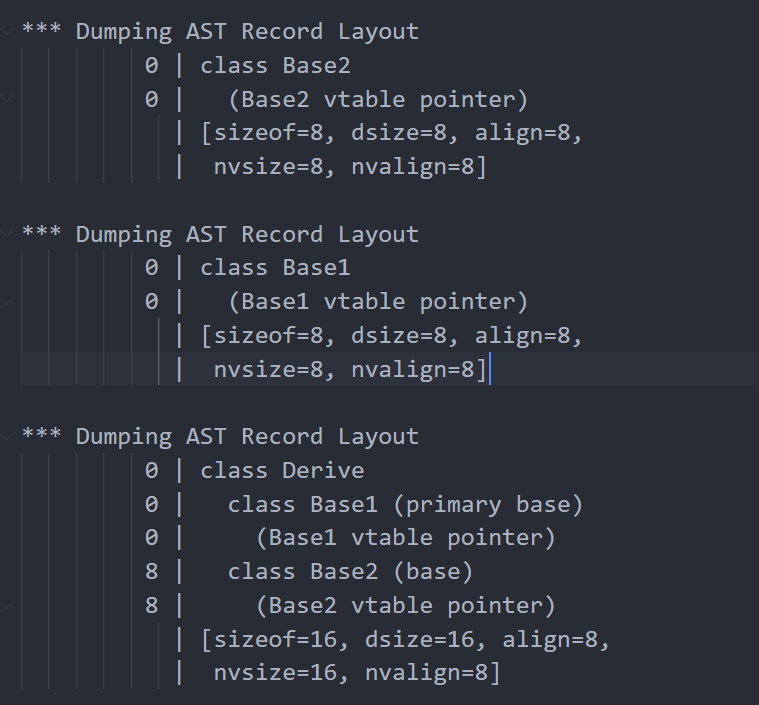 *** Dumping AST Record Layout
0 | class Base2
0 |   (Base2 vtable pointer)
  | [sizeof=8, dsize=8, align=8,
  |  nvsize=8, nvalign=8]
*** Dumping AST Record Layout
0 | class Base1
0 |   (Base1 vtable pointer)
  | [sizeof=8, dsize=8, align=8,
  |  nvsize=8, nvalign=8]
*** Dumping AST Record Layout
0 | class Derive
0 |   class Base1 (primary base)
0 |     (Base1 vtable pointer)
8 |   class Base2 (base)
8 |     (Base2 vtable pointer)
  | [sizeof=16, dsize=16, align=8,
  |  nvsize=16, nvalign=8]